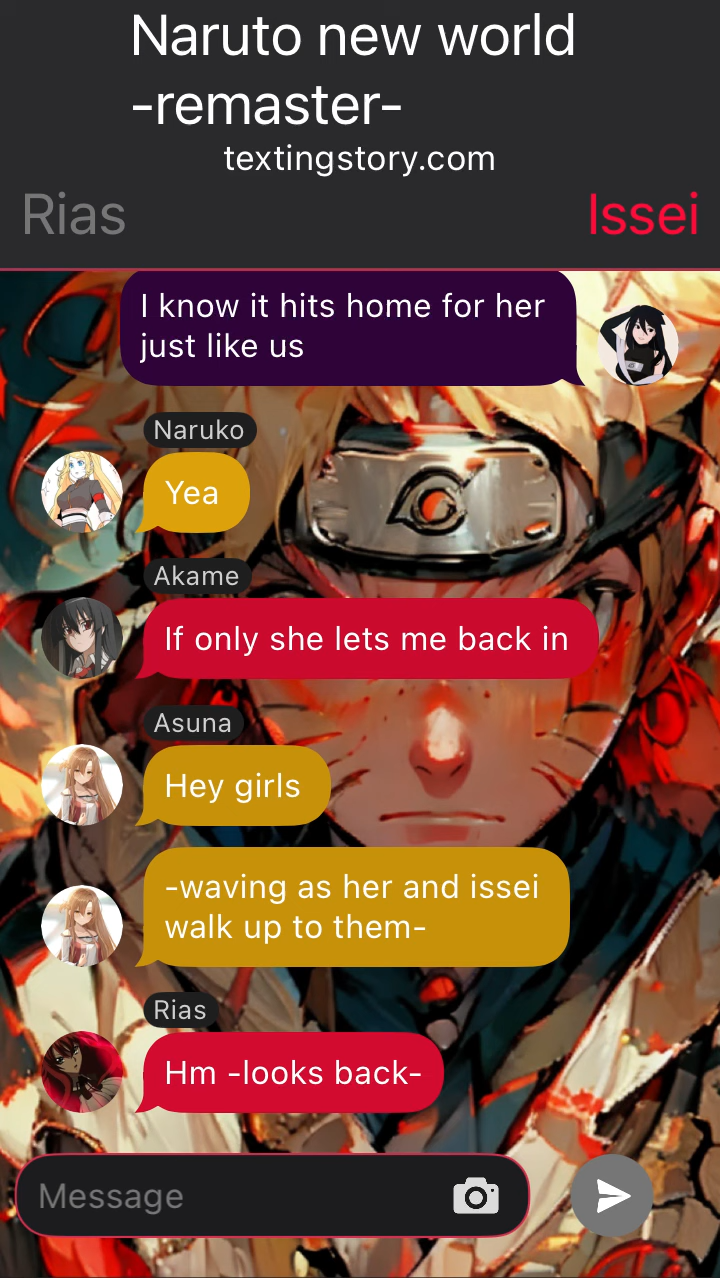 Naruto new world
-remaster-
textingstory.com
Rias
Issei
I know it hits home for her
just like us
Naruko
Yea
Akame
If only she lets me back in
Asuna
Hey girls
-waving as her and issei
walk up to them-
Rias
Hm -looks back-
Message